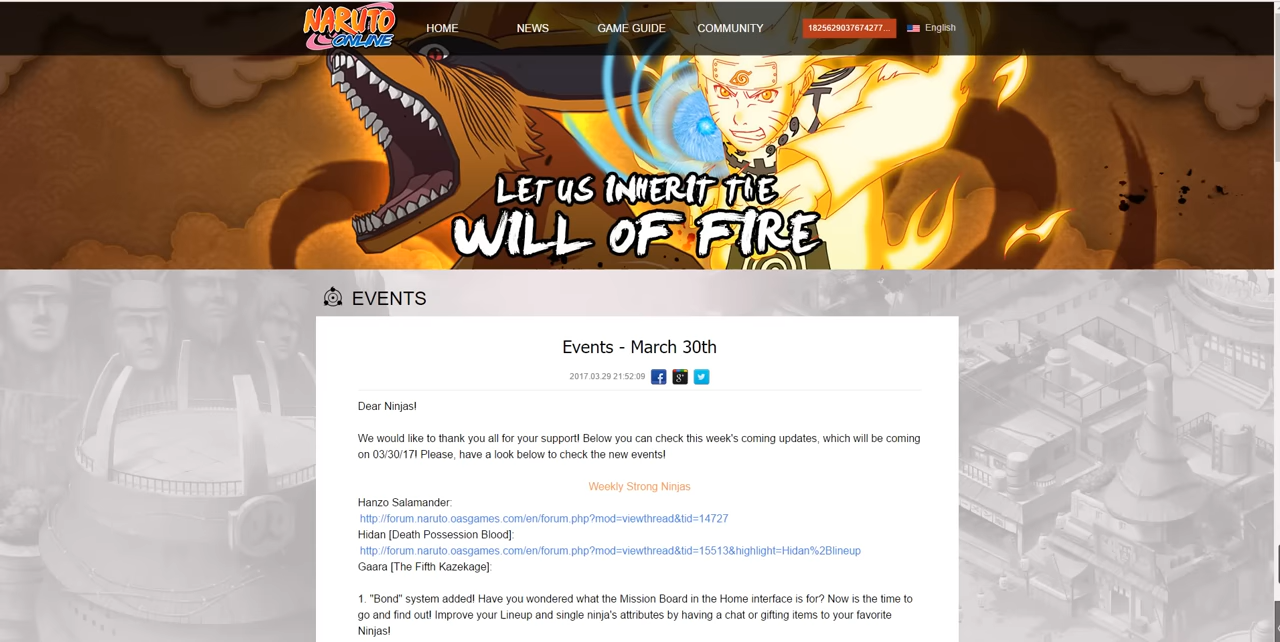 NARUTO
ONLINE
HOME NEWS GAME GUIDE COMMUNITY 1825629037674277... English
LET US INHERIT THE
WILL OF FIRE
EVENTS
Events - March 30th
2017.03.29 21:52:09
Dear Ninjas!
We would like to thank you all for your support! Below you can check this week's coming updates, which will be coming
on 03/30/17! Please, have a look below to check the new events!
Weekly Strong Ninjas
Hanzo Salamander:
http://forum.naruto.oasgames.com/en/forum.php?mod=viewthread&tid=14727
Hidan [Death Possession Blood]:
http://forum.naruto.oasgames.com/en/forum.php?mod=viewthread&tid=15513&highlight=Hidan%2Blineup
Gaara [The Fifth Kazekage]:
1. "Bond" system added! Have you wondered what the Mission Board in the Home interface is for? Now is the time to
go and find out! Improve your Lineup and single ninja's attributes by having a chat or gifting items to your favorite
Ninjas!